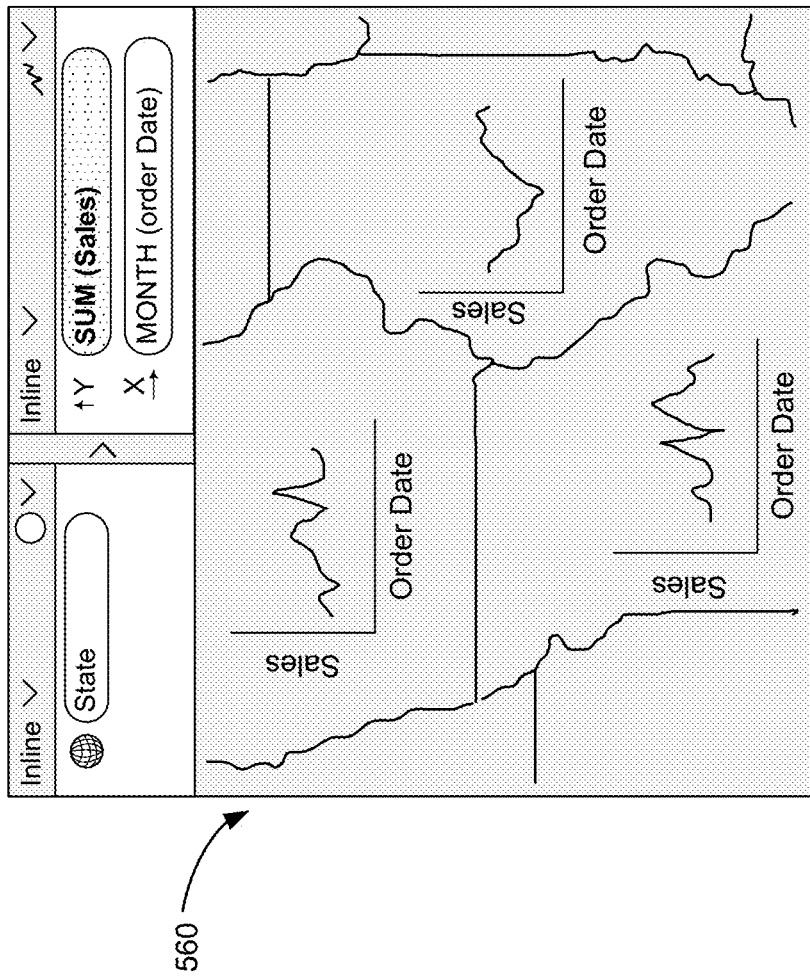 560
Inline
Inline
State
↑Y SUM (Sales)
X→ MONTH (order Date)
Sales
Order Date
Sales
Order Date
Sales
Order Date